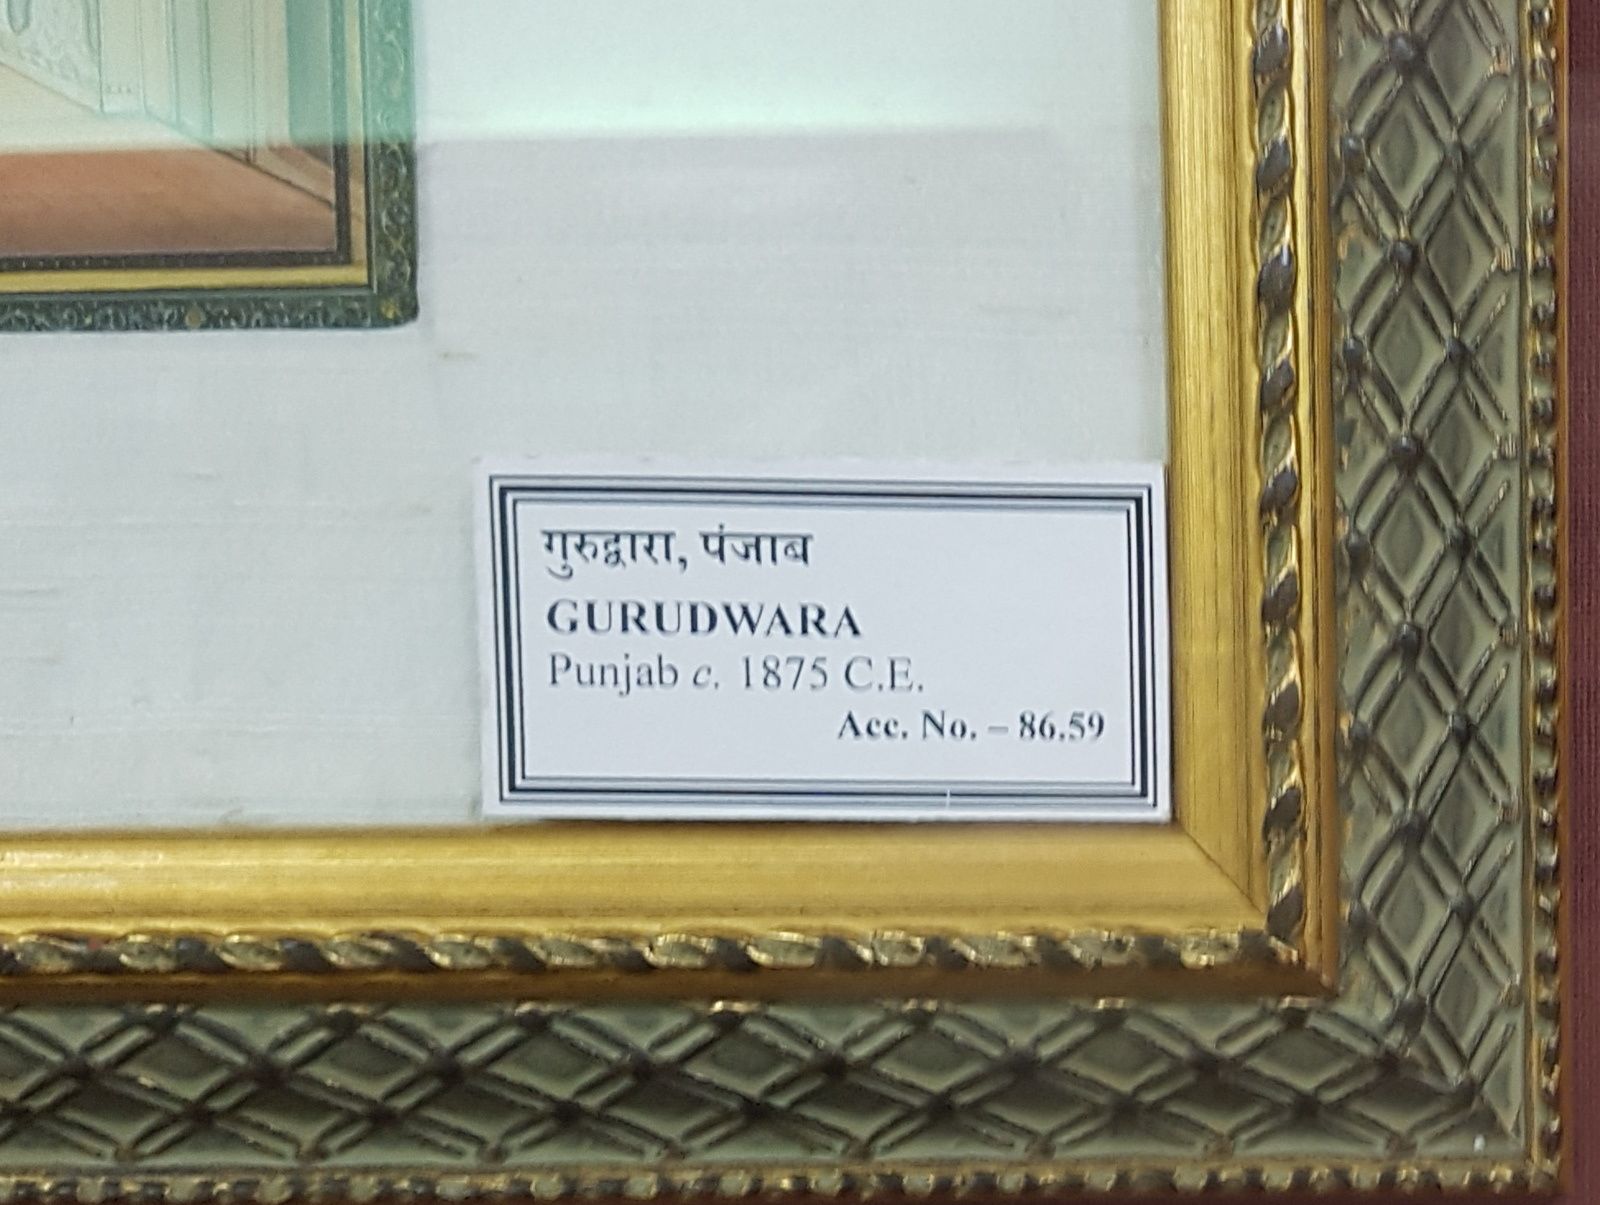 गुरुद्वारा, पंजाब
GURUDWARA
Punjab c. 1875 C.E.
Acc. No. – 86.59